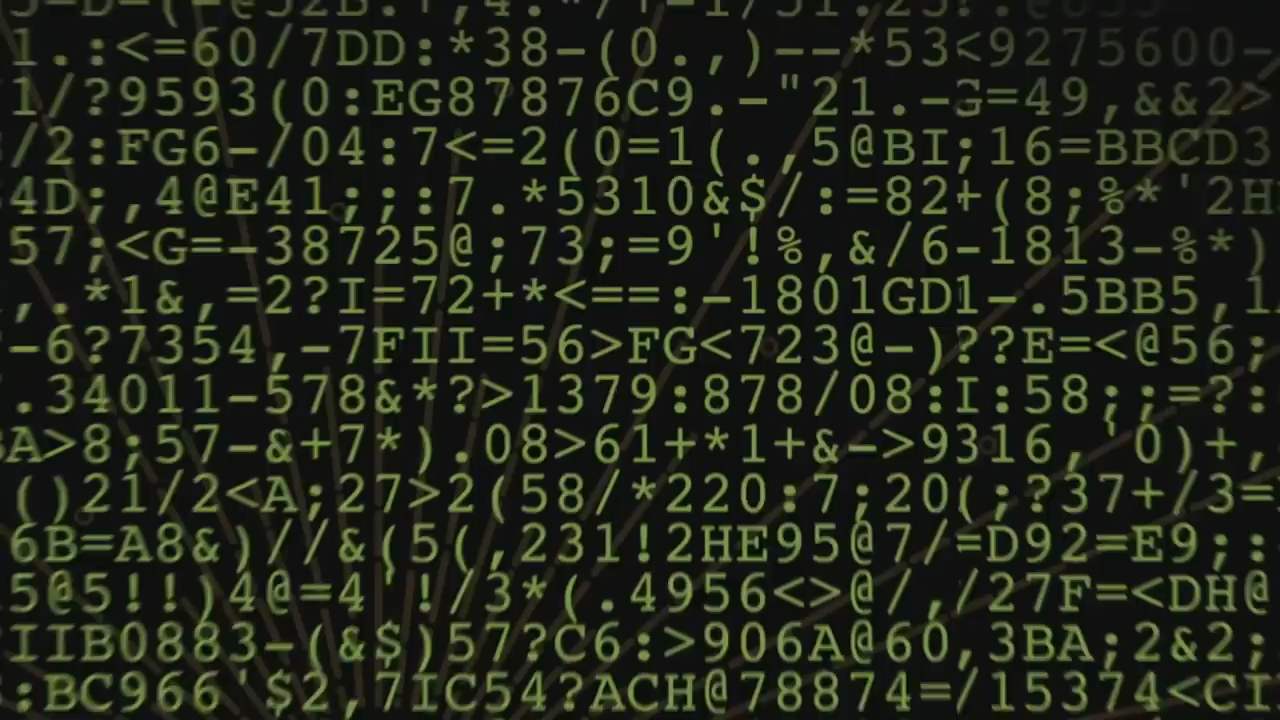 1.:<=60/7DD:*38-(0.,)--*53<9275600-
1/?9593(0:EG87876C9.-"21.-G=49,&&2>
/2:FG6-/04:7<=2(0=1(.,5@BI;16=BBCD3
4D;,4@E41;;:7.*5310&$/:=82+(8;%*'2H
57;<G=-38725@;73;=9'!%,&/6-1813-%*)
,.*1&,=2?I=72+*<==:-1801GD1-.5BB5,1
-6?7354,-7FII=56>FG<723@-)??E=<@56;
.34011-578&*?>1379:878/08:I:58;;=?:
A>8;57-&+7*).08>61+*1+&->9316,'0)+,
()21/2<A;27>2(58/*220:7;20(;?37+/3=
6B=A8&)//&(5(,231!2HE95@7/=D92=E9;:
5@5!!)4@=4'!/3*(.4956<>@/,/27F=<DH@
IIB0883-(&$)57?C6:>906A@60,3BA;2&2;
:BC966'$2,7IC54?ACH@78874=/15374<CI